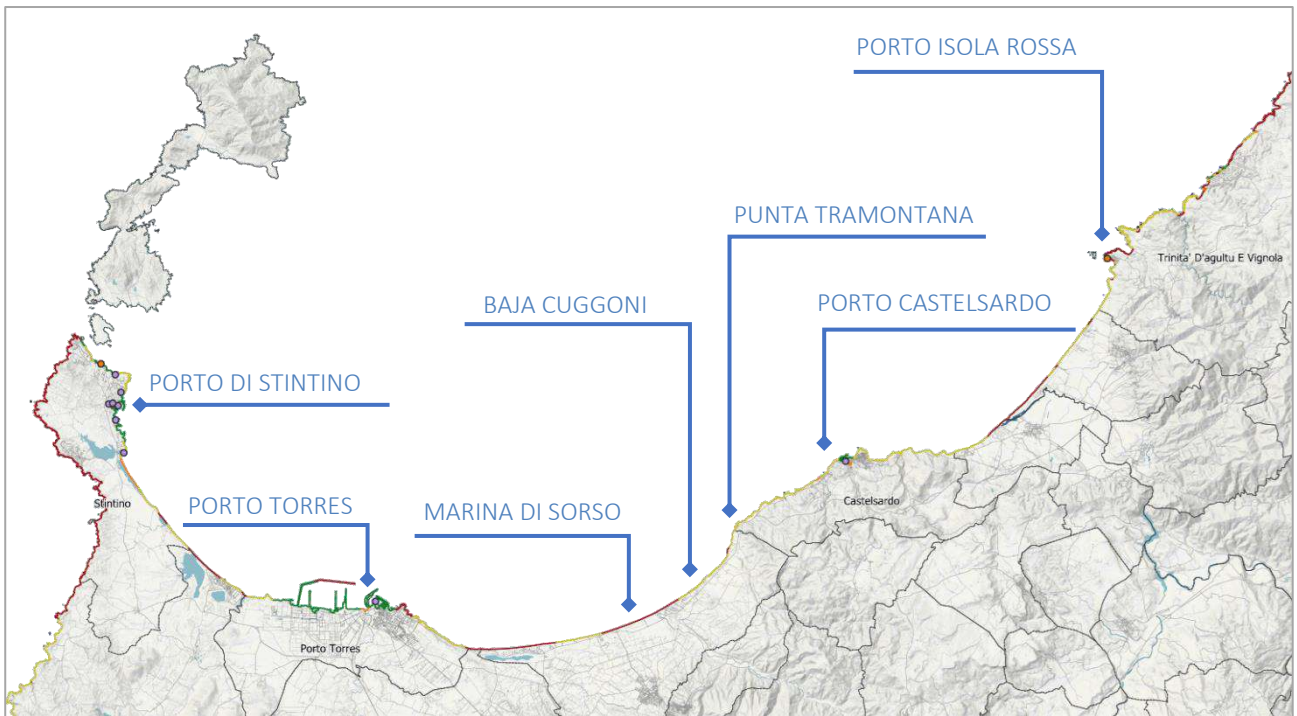 PORTO ISOLA ROSSA
PUNTA TRAMONTANA
Trinita' D'agultu E Vignola
BAJA CUGGONI
PORTO CASTELSARDO
PORTO DI STINTINO
Stintino
PORTO TORRES
MARINA DI SORSO
Castelsardo
Porto Torres